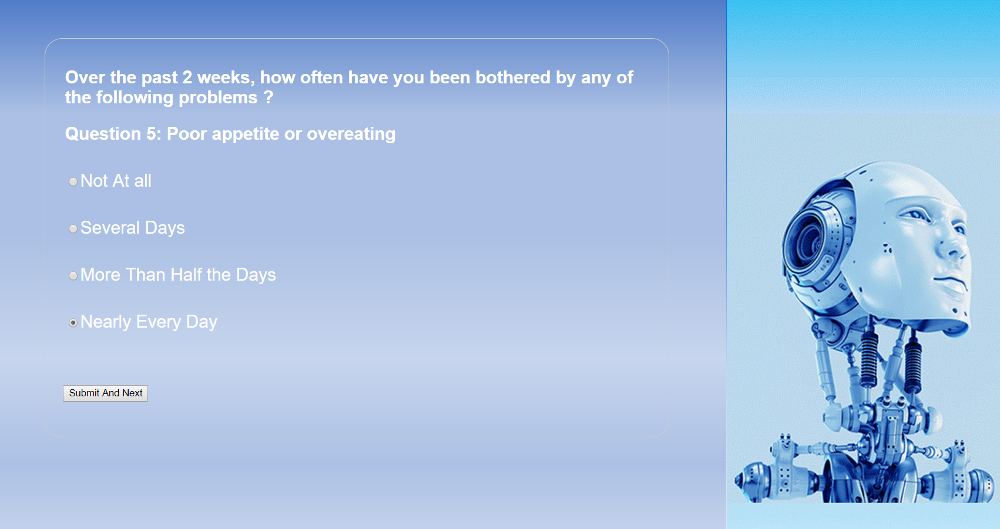 Over the past 2 weeks, how often have you been bothered by any of
the following problems ?
Question 5: Poor appetite or overeating
Not At all
Several Days
More Than Half the Days
Nearly Every Day
Submit And Next